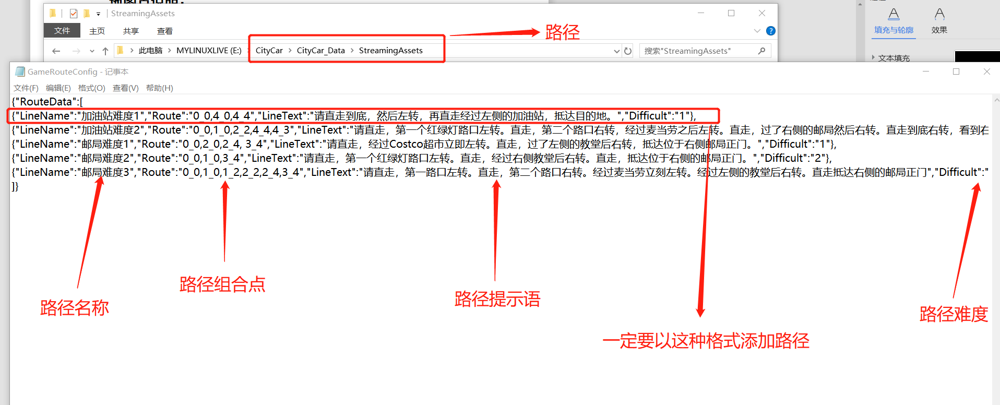 StreamingAssets
文件 主页 共享 查看
路径
填充与轮廓 效果
此电脑 > MYLINUXLIVE (E:) > CityCar > CityCar_Data > StreamingAssets
搜索"StreamingAssets"
文本填充
GameRouteConfig - 记事本
文件(F) 编辑(E) 格式(O) 查看(V) 帮助(H)
{"RouteData":[
{"LineName":"加油站难度1","Route":"0_0,4_0,4_4","LineText":"请直走到底，然后左转，再直走经过左侧的加油站，抵达目的地。","Difficult":"1"},
{"LineName":"加油站难度2","Route":"0_0,1_0,2_2,4_4,4_3","LineText":"请直走，第一个红绿灯路口左转。直走，第二个路口右转，经过麦当劳之后左转。直走，过了右侧的邮局然后右转。直走到底右转，看到右
{"LineName":"邮局难度1","Route":"0_0,2_0,2_4, 3_4","LineText":"请直走，经过Costco超市立即左转。直走，过了左侧的教堂后右转，抵达位于右侧邮局正门。","Difficult":"1"},
{"LineName":"邮局难度2","Route":"0_0,1_0,3_4","LineText":"请直走，第一个红绿灯路口左转。直走，经过右侧教堂后右转。直走，抵达位于右侧的邮局正门。","Difficult":"2"},
{"LineName":"邮局难度3","Route":"0_0,1_0,1_2,2_2,2_4,3_4","LineText":"请直走，第一路口左转。直走，第二个路口右转。经过麦当劳立刻左转。经过左侧的教堂后右转。直走抵达右侧的邮局正门","Difficult":"
]}
路径组合点
路径提示语
路径名称
路径难度
一定要以这种格式添加路径